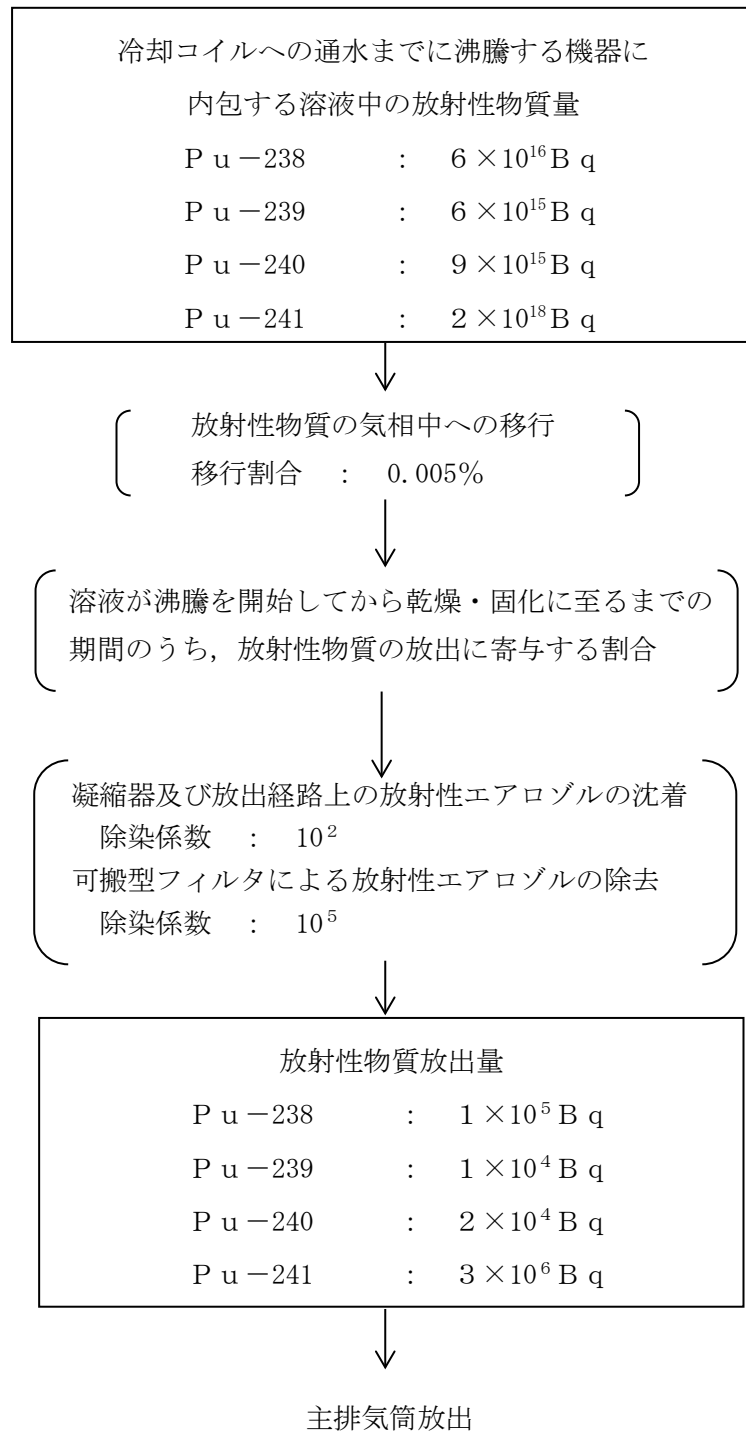 冷却コイルへの通水までに沸騰する機器に
内包する溶液中の放射性物質量
Ｐｕ－238 : ６×10¹⁶Ｂｑ
Ｐｕ－239 : ６×10¹⁵Ｂｑ
Ｐｕ－240 : ９×10¹⁵Ｂｑ
Ｐｕ－241 : ２×10¹⁸Ｂｑ
放射性物質の気相中への移行
移行割合 : 0.005％
溶液が沸騰を開始してから乾燥・固化に至るまでの
期間のうち，放射性物質の放出に寄与する割合
凝縮器及び放出経路上の放射性エアロゾルの沈着
除染係数 : 10²
可搬型フィルタによる放射性エアロゾルの除去
除染係数 : 10⁵
放射性物質放出量
Ｐｕ－238 : １×10⁵Ｂｑ
Ｐｕ－239 : １×10⁴Ｂｑ
Ｐｕ－240 : ２×10⁴Ｂｑ
Ｐｕ－241 : ３×10⁶Ｂｑ
主排気筒放出